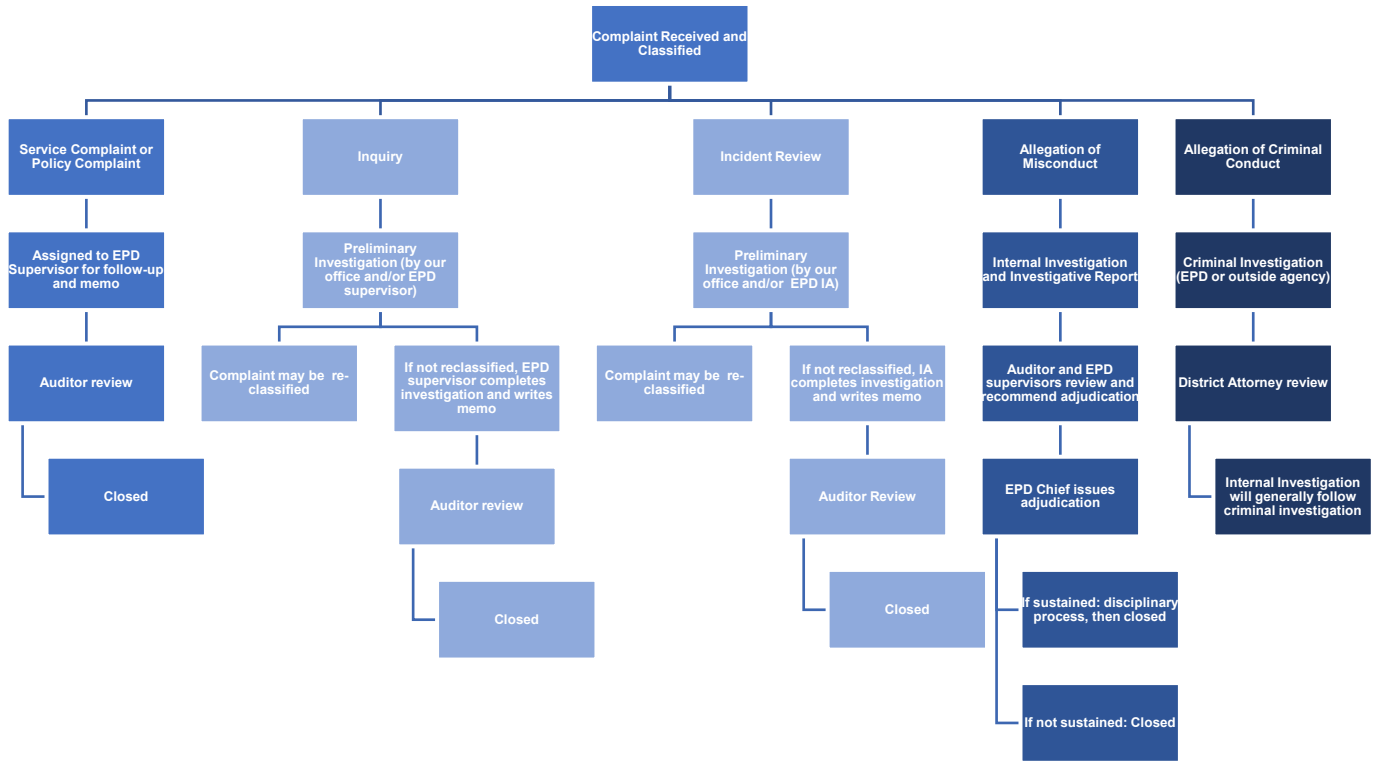 Complaint Received and
Classified
Service Complaint or
Policy Complaint
Inquiry
Incident Review
Allegation of
Misconduct
Allegation of Criminal
Conduct
Assigned to EPD
Supervisor for follow-up
and memo
Preliminary
Investigation (by our
office and/or EPD
supervisor)
Preliminary
Investigation (by our
office and/or EPD IA)
Internal Investigation
and Investigative Report
Criminal Investigation
(EPD or outside agency)
Auditor review
Complaint may be re-
classified
If not reclassified, EPD
supervisor completes
investigation and writes
memo
Complaint may be re-
classified
If not reclassified, IA
completes investigation
and writes memo
Auditor and EPD
supervisors review and
recommend adjudication
District Attorney review
Closed
Auditor review
Auditor Review
EPD Chief issues
adjudication
Internal Investigation
will generally follow
criminal investigation
Closed
Closed
If sustained: disciplinary
process, then closed
If not sustained: Closed